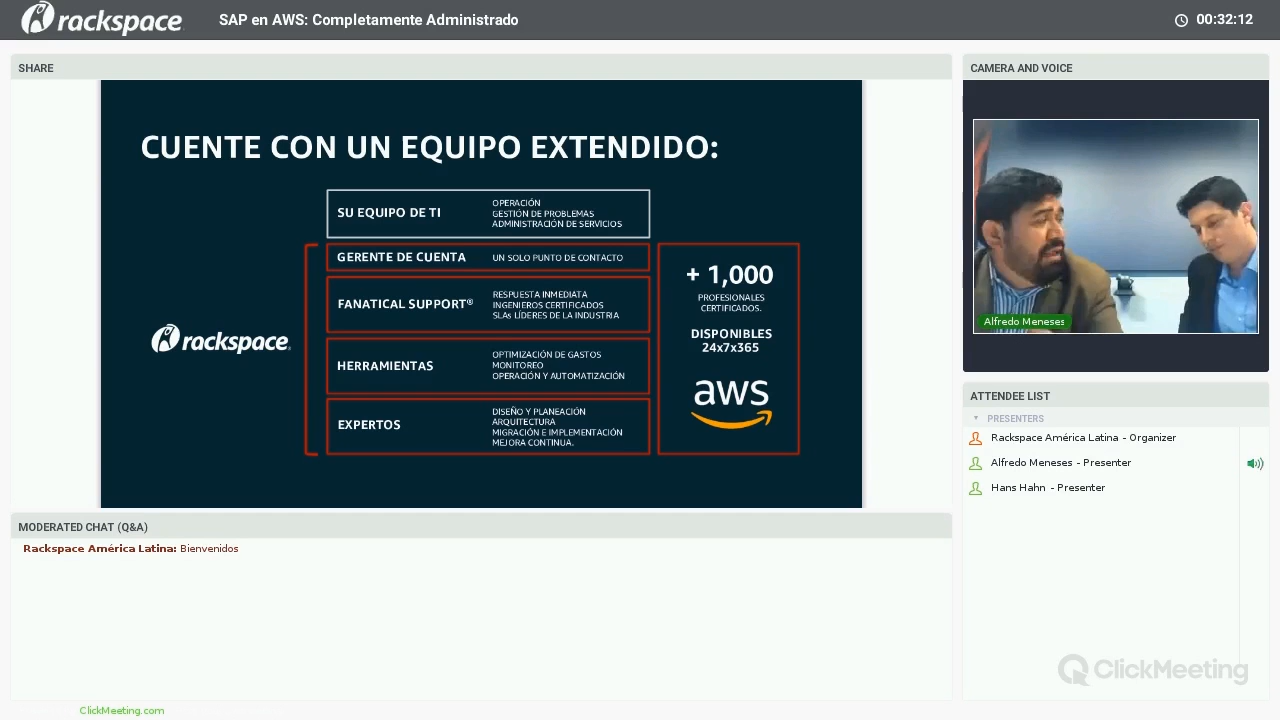 rackspace
SAP en AWS: Completamente Administrado
00:32:12
SHARE
CUENTE CON UN EQUIPO EXTENDIDO:
SU EQUIPO DE TI
OPERACIÓN
GESTIÓN DE PROBLEMAS
ADMINISTRACIÓN DE SERVICIOS
GERENTE DE CUENTA
UN SOLO PUNTO DE CONTACTO
FANATICAL SUPPORT®
RESPUESTA INMEDIATA
INGENIEROS CERTIFICADOS
SLAs LÍDERES DE LA INDUSTRIA
rackspace.
HERRAMIENTAS
OPTIMIZACIÓN DE GASTOS
MONITOREO
OPERACIÓN Y AUTOMATIZACIÓN
EXPERTOS
DISEÑO Y PLANEACIÓN
ARQUITECTURA
MIGRACIÓN E IMPLEMENTACIÓN
MEJORA CONTINUA.
+ 1,000
PROFESIONALES
CERTIFICADOS.
DISPONIBLES
24x7x365
aws
CAMERA AND VOICE
Alfredo Meneses
ATTENDEE LIST
PRESENTERS
Rackspace América Latina - Organizer
Alfredo Meneses - Presenter
Hans Hahn - Presenter
MODERATED CHAT (Q&A)
Rackspace América Latina: Bienvenidos
ClickMeeting
ClickMeeting.com